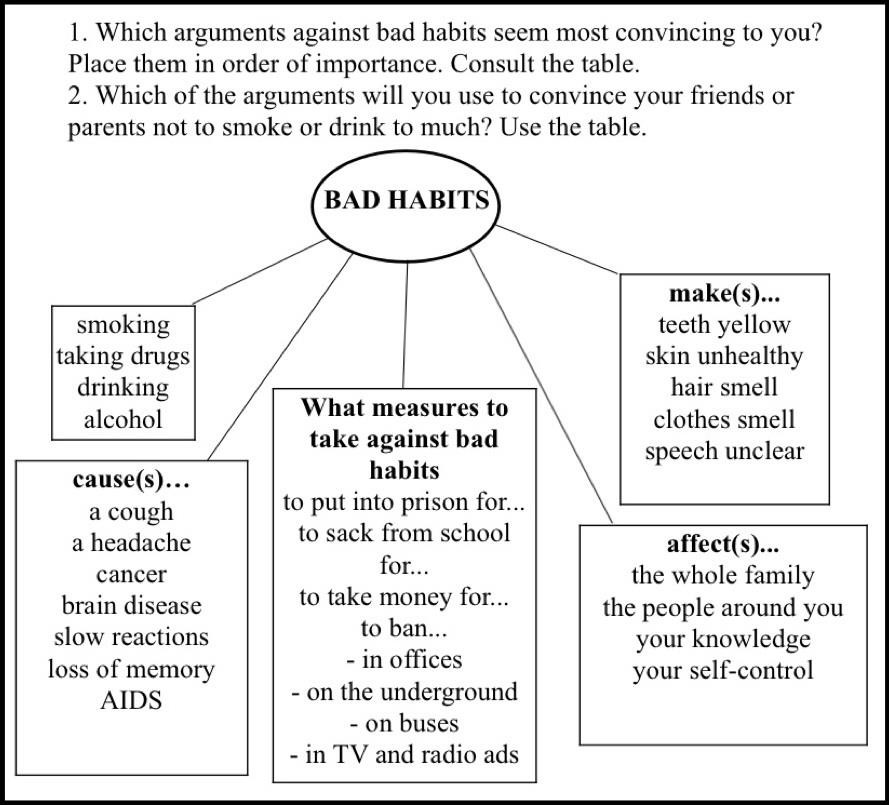 1. Which arguments against bad habits seem most convincing to you?
Place them in order of importance. Consult the table.
2. Which of the arguments will you use to convince your friends or
parents not to smoke or drink to much? Use the table.
BAD HABITS
smoking
taking drugs
drinking
alcohol
cause(s)…
a cough
a headache
cancer
brain disease
slow reactions
loss of memory
AIDS
What measures to
take against bad
habits
to put into prison for...
to sack from school
for...
to take money for...
to ban...
- in offices
- on the underground
- on buses
- in TV and radio ads
make(s)...
teeth yellow
skin unhealthy
hair smell
clothes smell
speech unclear
affect(s)...
the whole family
the people around you
your knowledge
your self-control